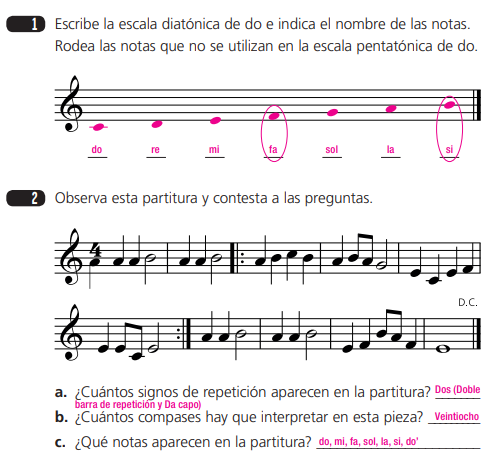 1 Escribe la escala diatónica de do e indica el nombre de las notas.
Rodea las notas que no se utilizan en la escala pentatónica de do.
do re mi fa sol la si
2 Observa esta partitura y contesta a las preguntas.
4
D.C.
a. ¿Cuántos signos de repetición aparecen en la partitura? Dos (Doble
barra de repetición y Da capo)
b. ¿Cuántos compases hay que interpretar en esta pieza? Veintiocho
c. ¿Qué notas aparecen en la partitura? do, mi, fa, sol, la, si, do'